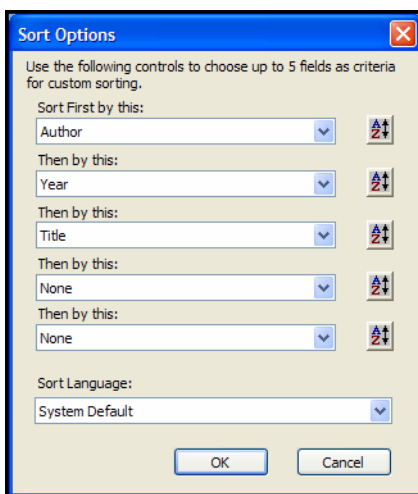 Sort Options
Use the following controls to choose up to 5 fields as criteria
for custom sorting.
Sort First by this:
Author
Then by this:
Year
Then by this:
Title
Then by this:
None
Then by this:
None
Sort Language:
System Default
OK Cancel